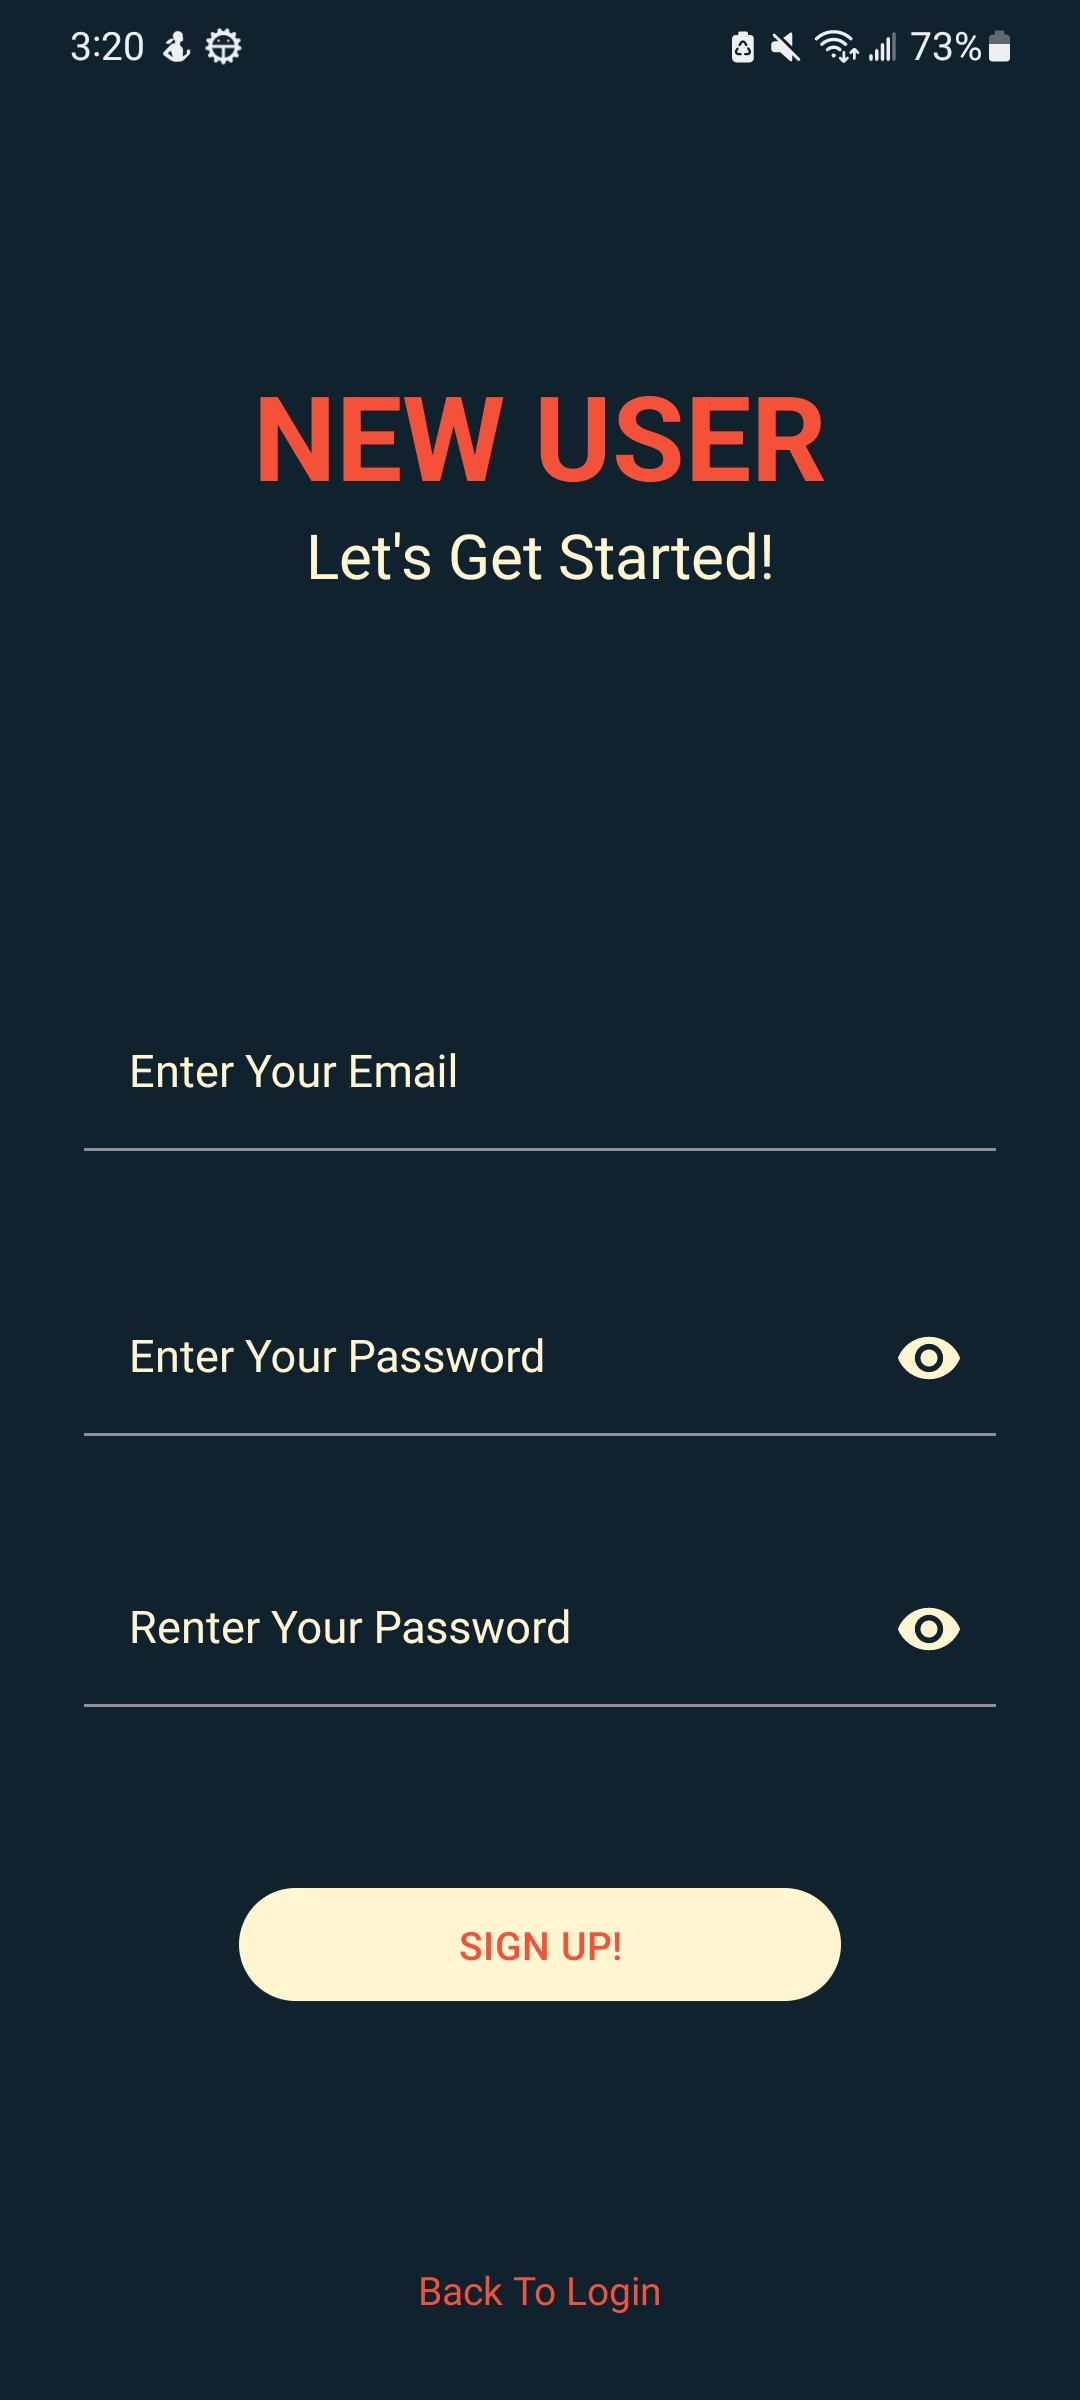 3:20 73%
NEW USER
Let's Get Started!
Enter Your Email
Enter Your Password
Renter Your Password
SIGN UP!
Back To Login